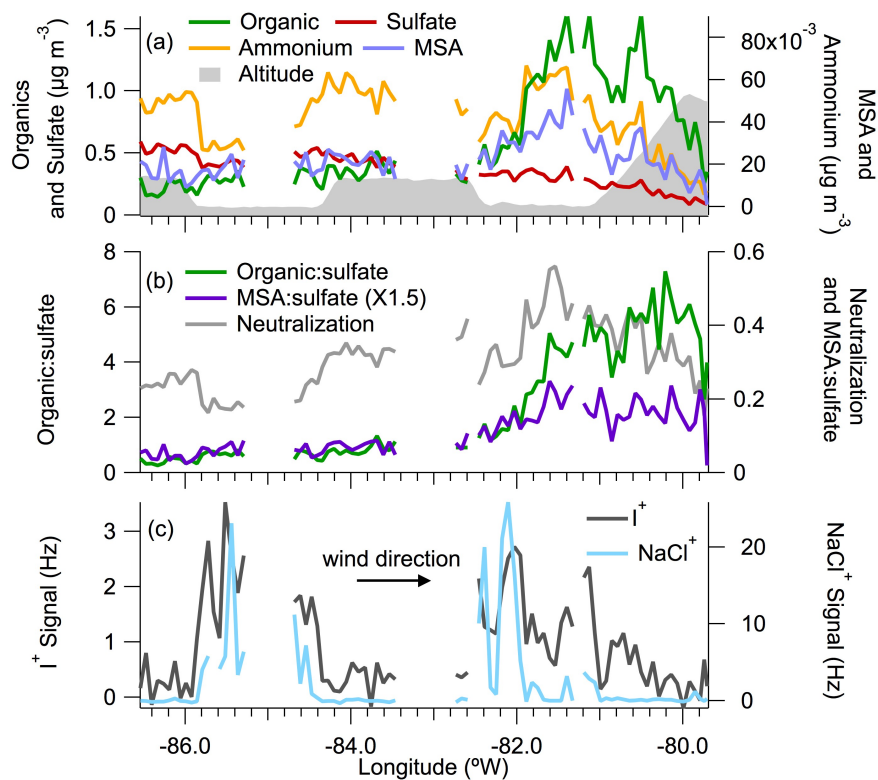 1.5
1.0
0.5
0
Organics
and Sulfate (µg m-3)
(a)
Organic
Sulfate
Ammonium
MSA
Altitude
80x10-3
60
40
20
0
MSA and
Ammonium (µg m-3)
8
6
4
2
0
Organic:sulfate
(b)
Organic:sulfate
MSA:sulfate (X1.5)
Neutralization
0.6
0.4
0.2
0
Neutralization
and MSA:sulfate
3
2
1
0
I+ Signal (Hz)
(c)
wind direction
I+
NaCl+
20
10
0
NaCl+ Signal (Hz)
-86.0
-84.0
-82.0
-80.0
Longitude (ºW)